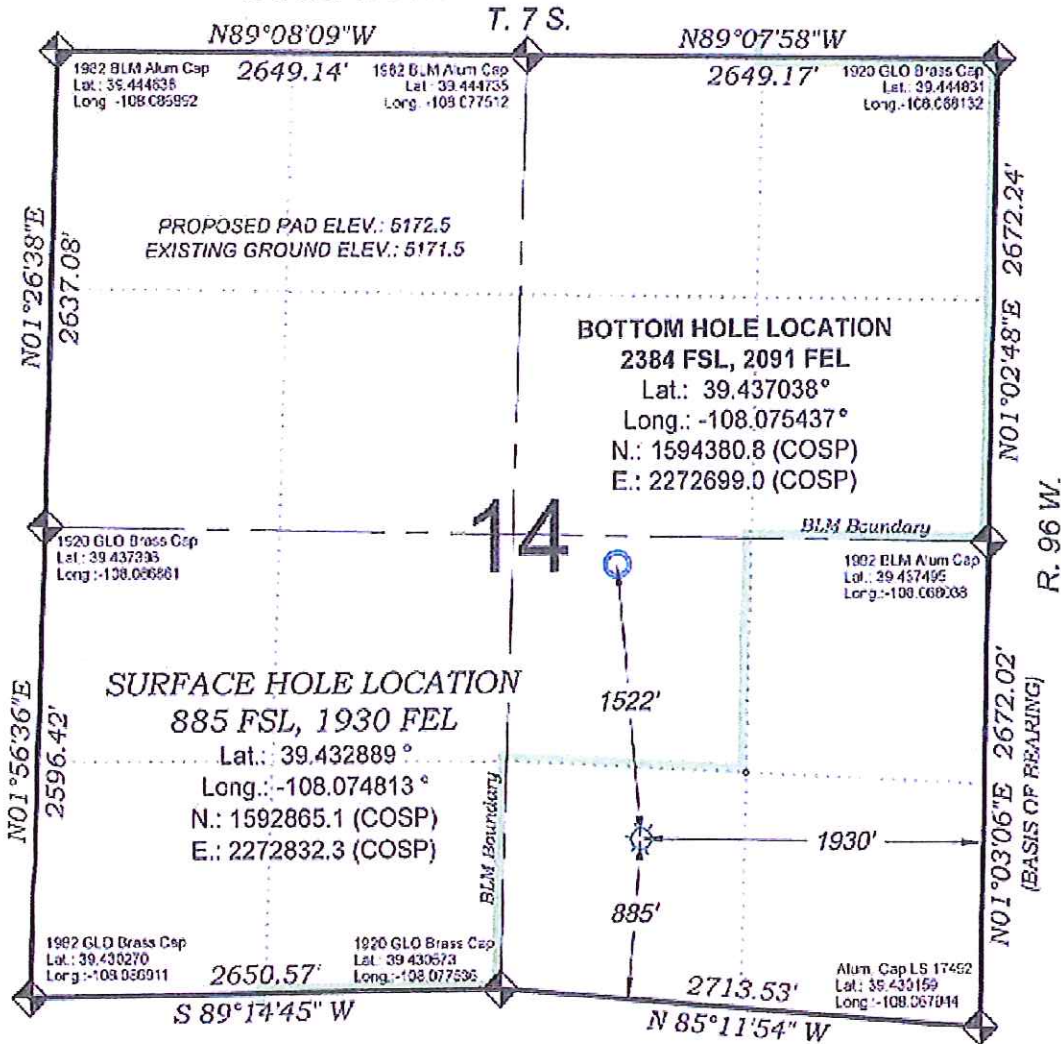 T. 7 S.
N89°08'09"W
N89°07'58"W
1982 BLM Alum Cap
Lat.: 39.444638
2649.14'
1982 BLM Alum Cap
Lat.: 39.444735
Long.-108.077512
2649.17'
1920 GLO Brass Cap
Lat.: 39.444831
Long.-108.068132
N01°26'38"E
2637.08'
PROPOSED PAD ELEV.: 5172.5
EXISTING GROUND ELEV.: 5171.5
2672.24'
N01°02'48"E
BOTTOM HOLE LOCATION
2384 FSL, 2091 FEL
Lat.: 39.437038°
Long.: -108.075437°
N.: 1594380.8 (COSP)
E.: 2272699.0 (COSP)
14
BLM Boundary
R. 96 W.
1920 GLO Brass Cap
Lat.: 39.437395
Long.:-108.086861
1982 BLM Alum Cap
Lat.: 39.437495
Long.:-108.068038
N01°56'36"E
2596.42'
SURFACE HOLE LOCATION
885 FSL, 1930 FEL
Lat.: 39.432889 °
Long.: -108.074813 °
N.: 1592865.1 (COSP)
E.: 2272832.3 (COSP)
1522'
2672.02'
N01°03'06"E
(BASIS OF BEARING)
BLM Boundary
1930'
885'
1982 GLO Brass Cap
Lat.: 39.430270
Long.:-108.086911
2650.57'
S 89°14'45" W
1920 GLO Brass Cap
Lat.: 39.430673
2713.53'
N 85°11'54" W
Alum. Cap LS 17492
Lat.: 39.430159
Long.:-108.067944